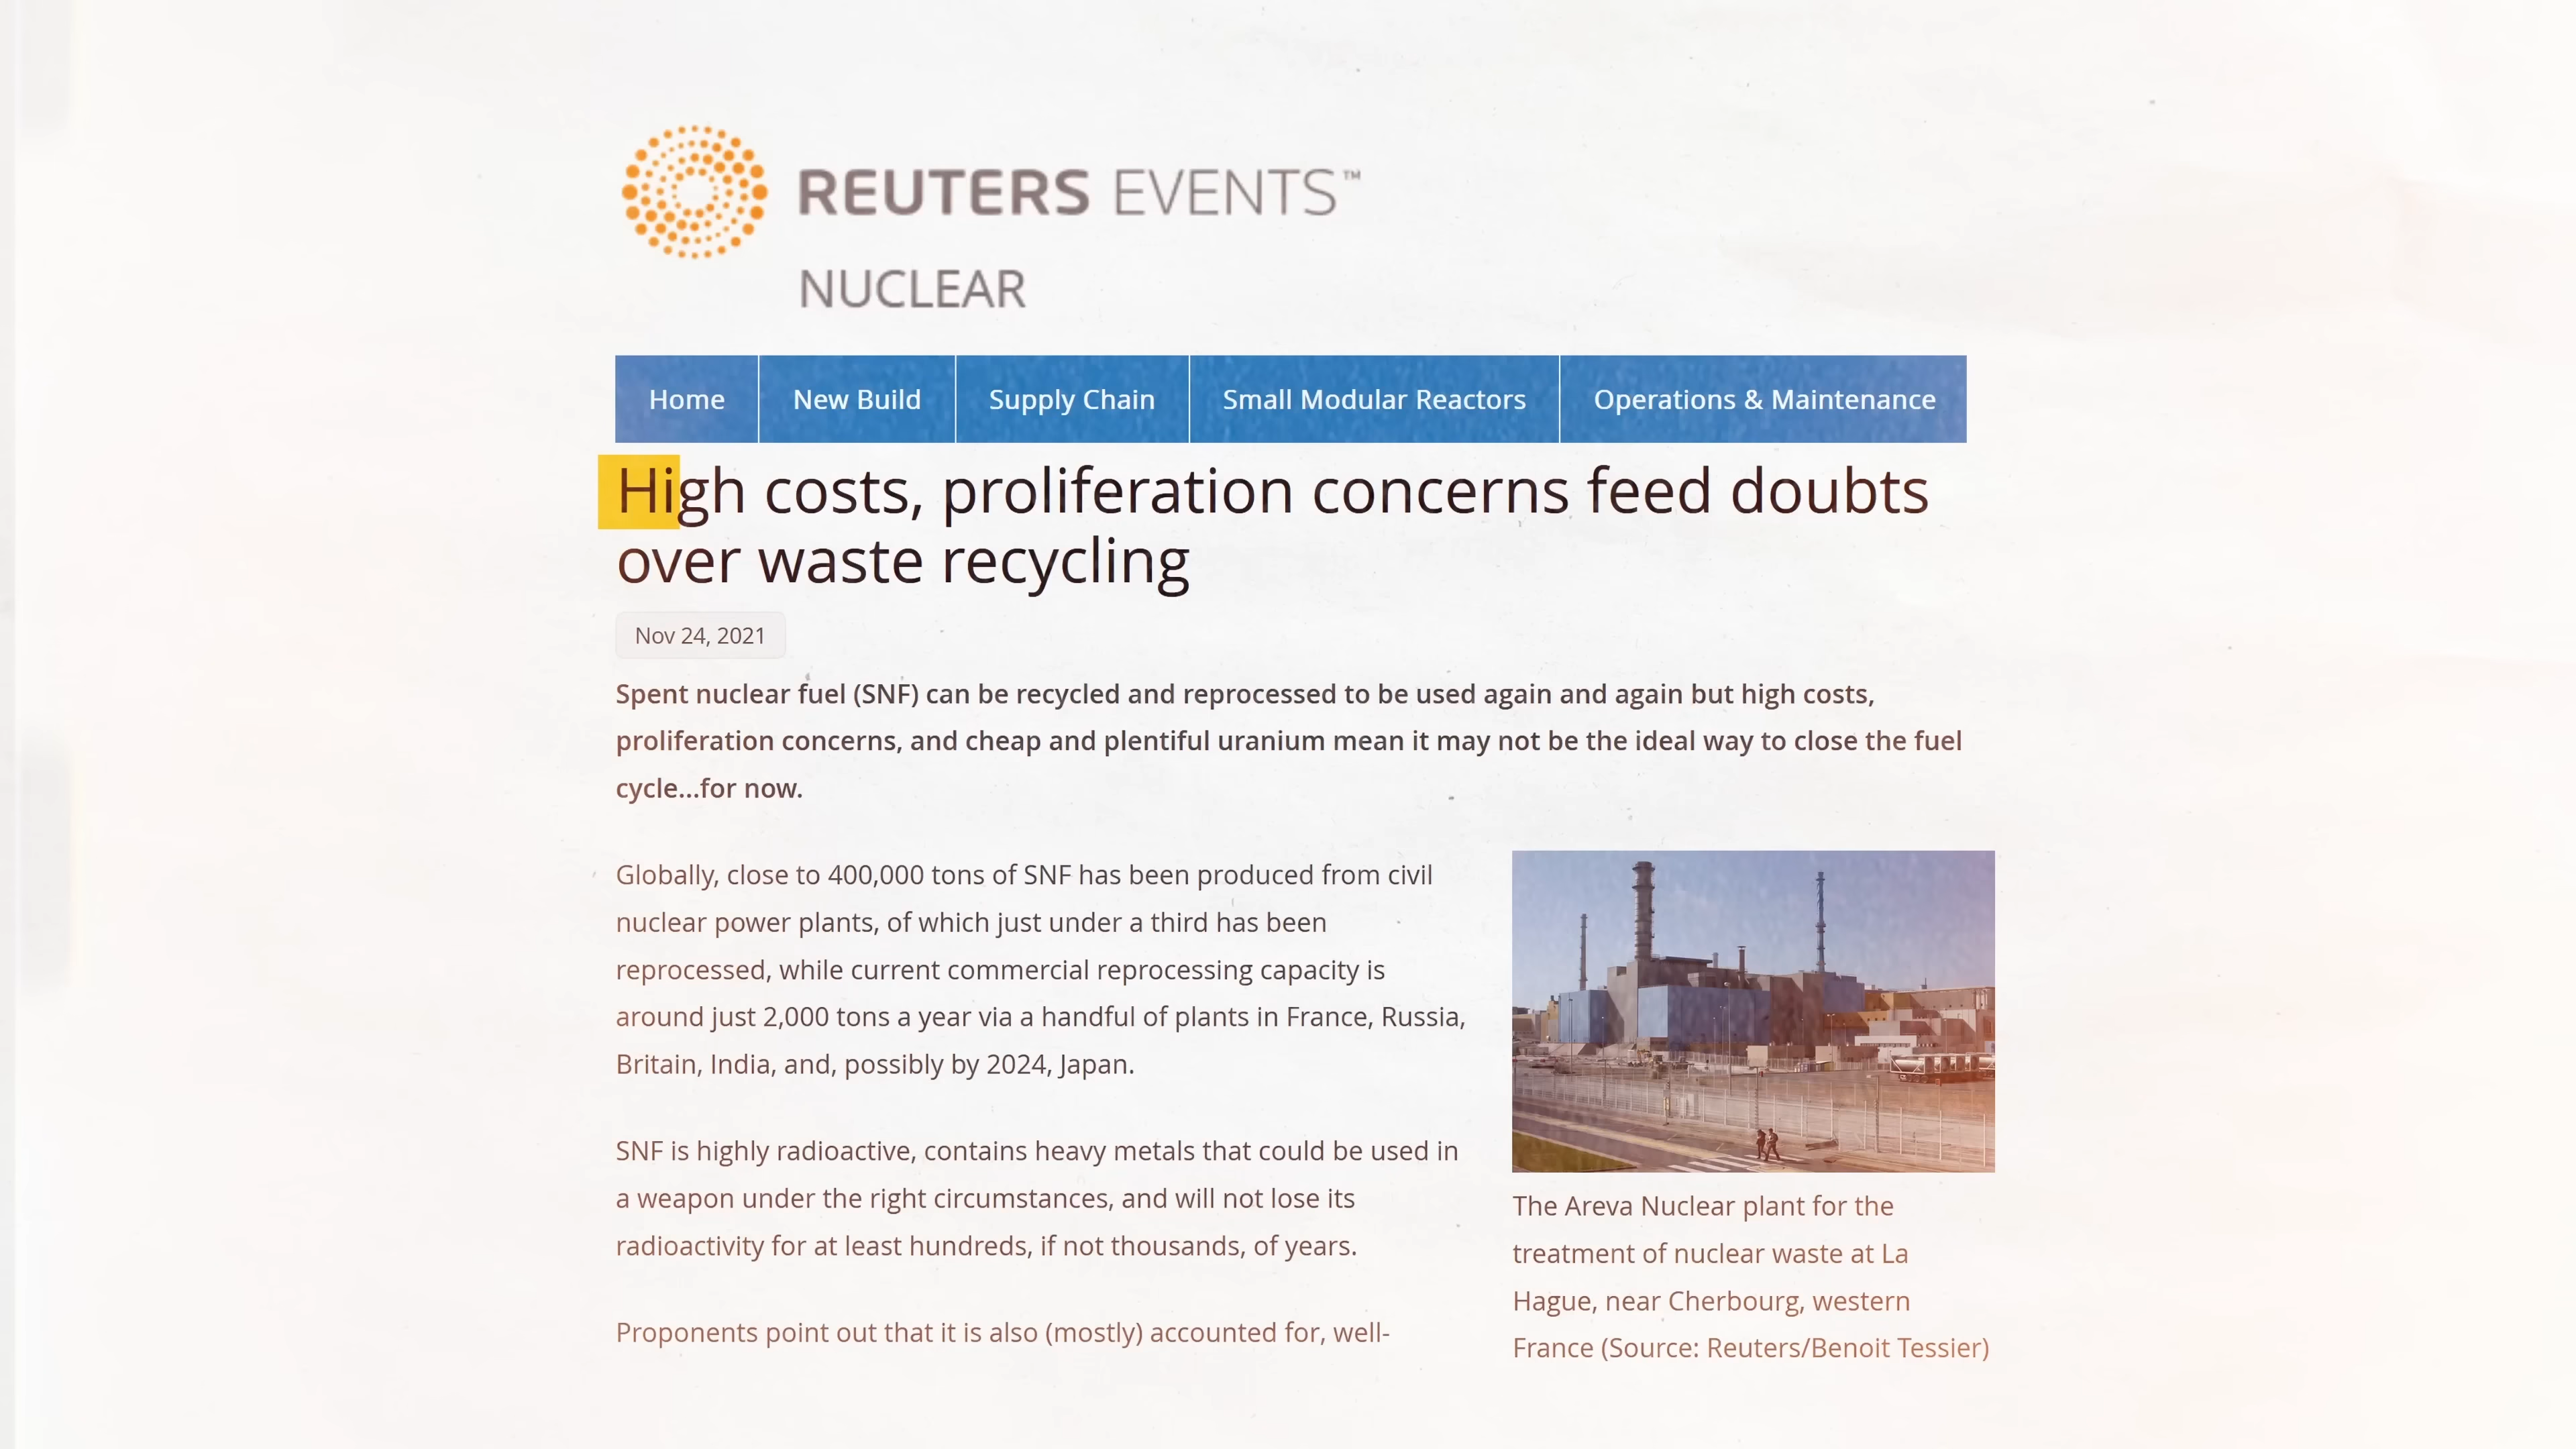 REUTERS EVENTS™
NUCLEAR
Home New Build Supply Chain Small Modular Reactors Operations & Maintenance
High costs, proliferation concerns feed doubts
over waste recycling
Nov 24, 2021
Spent nuclear fuel (SNF) can be recycled and reprocessed to be used again and again but high costs,
proliferation concerns, and cheap and plentiful uranium mean it may not be the ideal way to close the fuel
cycle...for now.
Globally, close to 400,000 tons of SNF has been produced from civil
nuclear power plants, of which just under a third has been
reprocessed, while current commercial reprocessing capacity is
around just 2,000 tons a year via a handful of plants in France, Russia,
Britain, India, and, possibly by 2024, Japan.
SNF is highly radioactive, contains heavy metals that could be used in
a weapon under the right circumstances, and will not lose its
radioactivity for at least hundreds, if not thousands, of years.
Proponents point out that it is also (mostly) accounted for, well-
The Areva Nuclear plant for the
treatment of nuclear waste at La
Hague, near Cherbourg, western
France (Source: Reuters/Benoit Tessier)